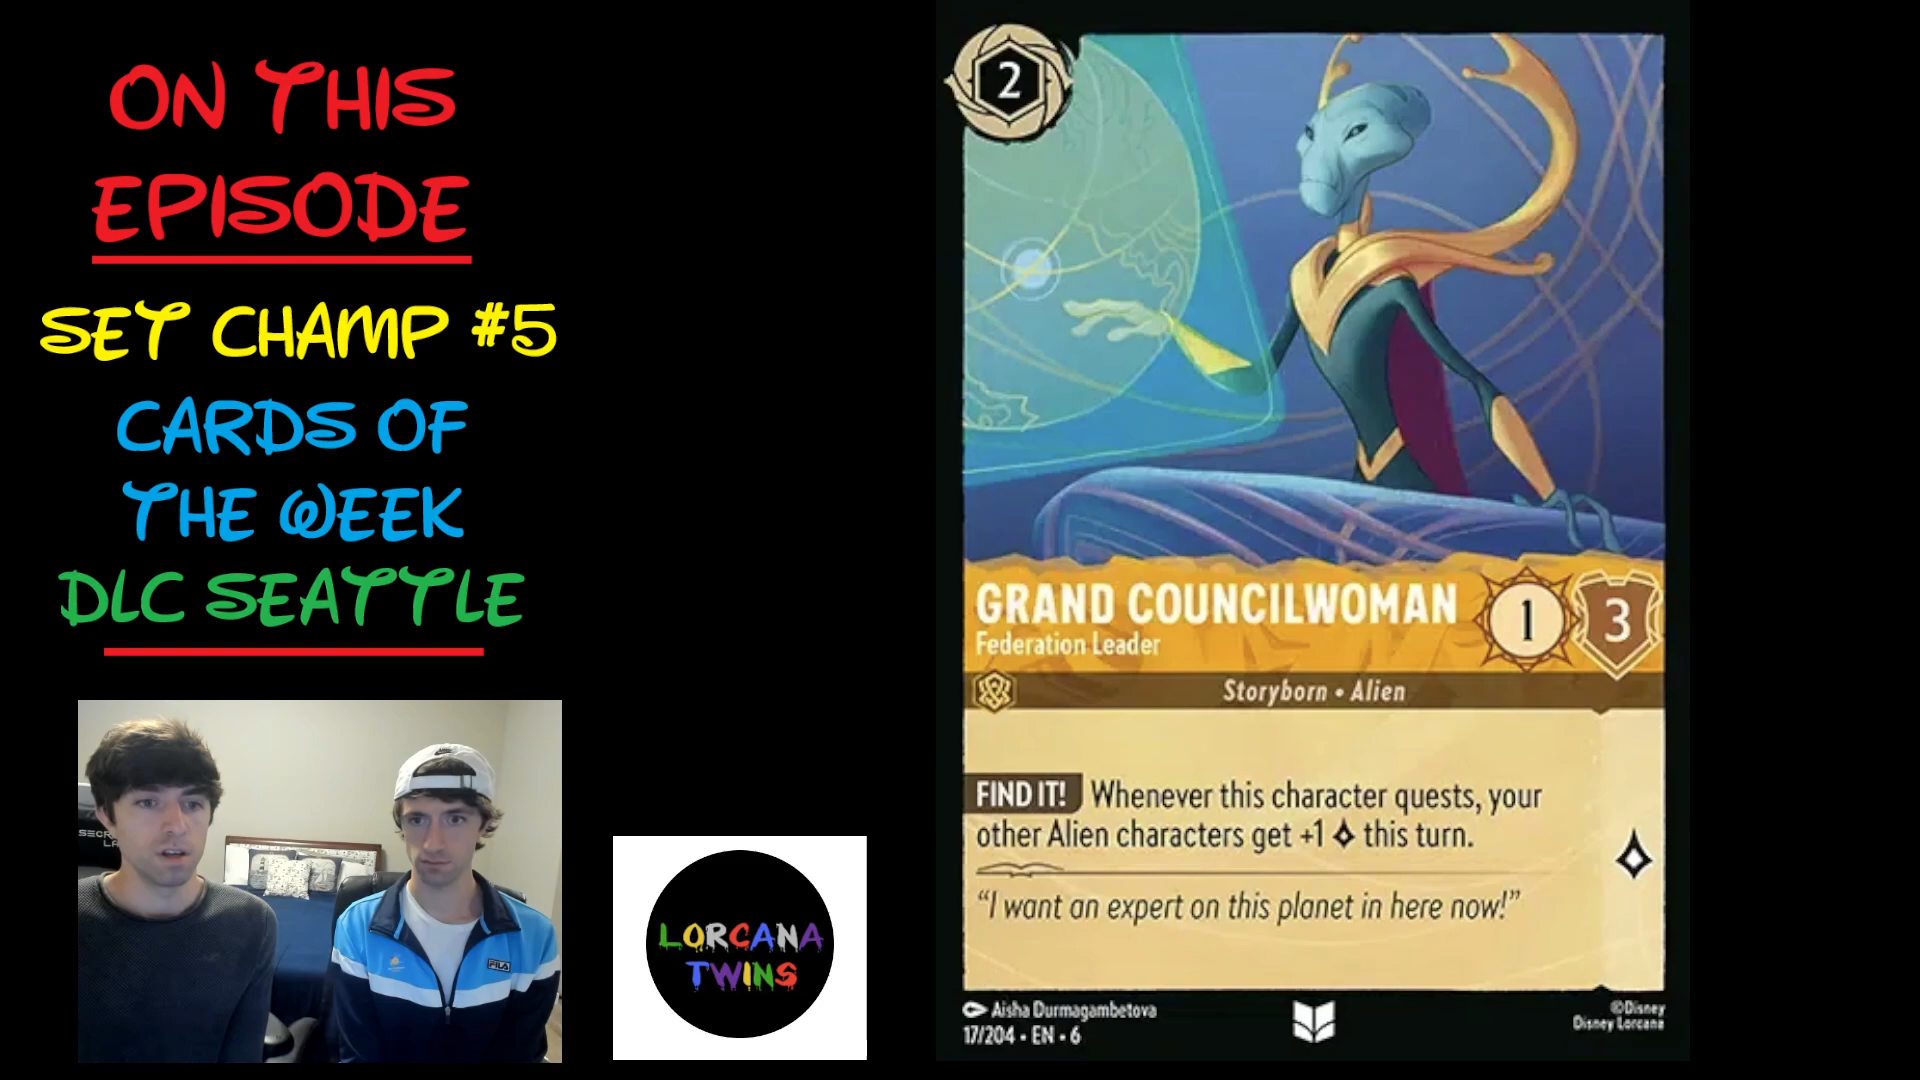 ON THIS
EPISODE
SET CHAMP #5
CARDS OF
THE WEEK
DLC SEATTLE
FILA
LORCANA
TWINS
2
GRAND COUNCILWOMAN
Federation Leader
1
3
Storyborn • Alien
FIND IT! Whenever this character quests, your
other Alien characters get +1 this turn.
“I want an expert on this planet in here now!”
Aisha Durmagambetova
17/204 • EN • 6
©Disney
Disney Lorcana